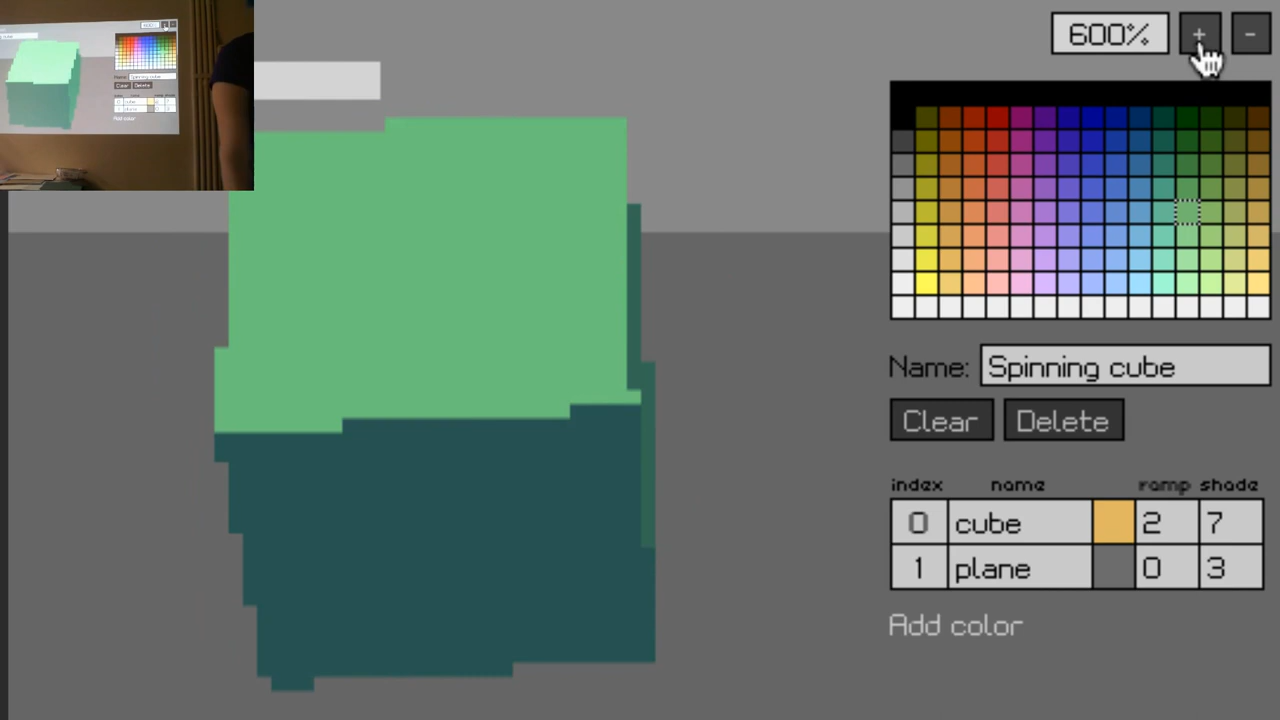 600% + -
Name: Spinning cube
Clear Delete
index name ramp shade
0 cube 2 7
1 plane 0 3
Add color